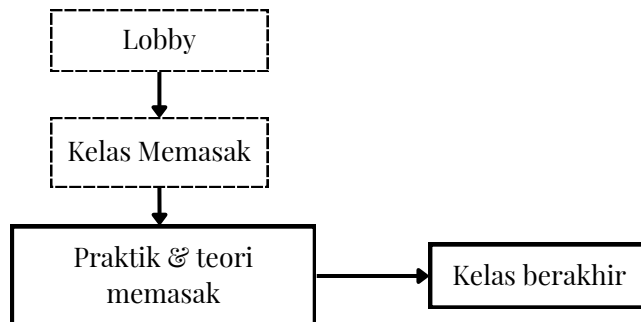 Lobby
Kelas Memasak
Praktik & teori
memasak
Kelas berakhir